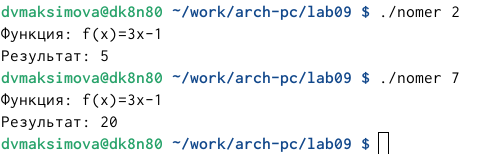 dvmaksimova@dk8n80 ~/work/arch-pc/lab09 $ ./nomer 2
Функция: f(x)=3x-1
Результат: 5
dvmaksimova@dk8n80 ~/work/arch-pc/lab09 $ ./nomer 7
Функция: f(x)=3x-1
Результат: 20
dvmaksimova@dk8n80 ~/work/arch-pc/lab09 $